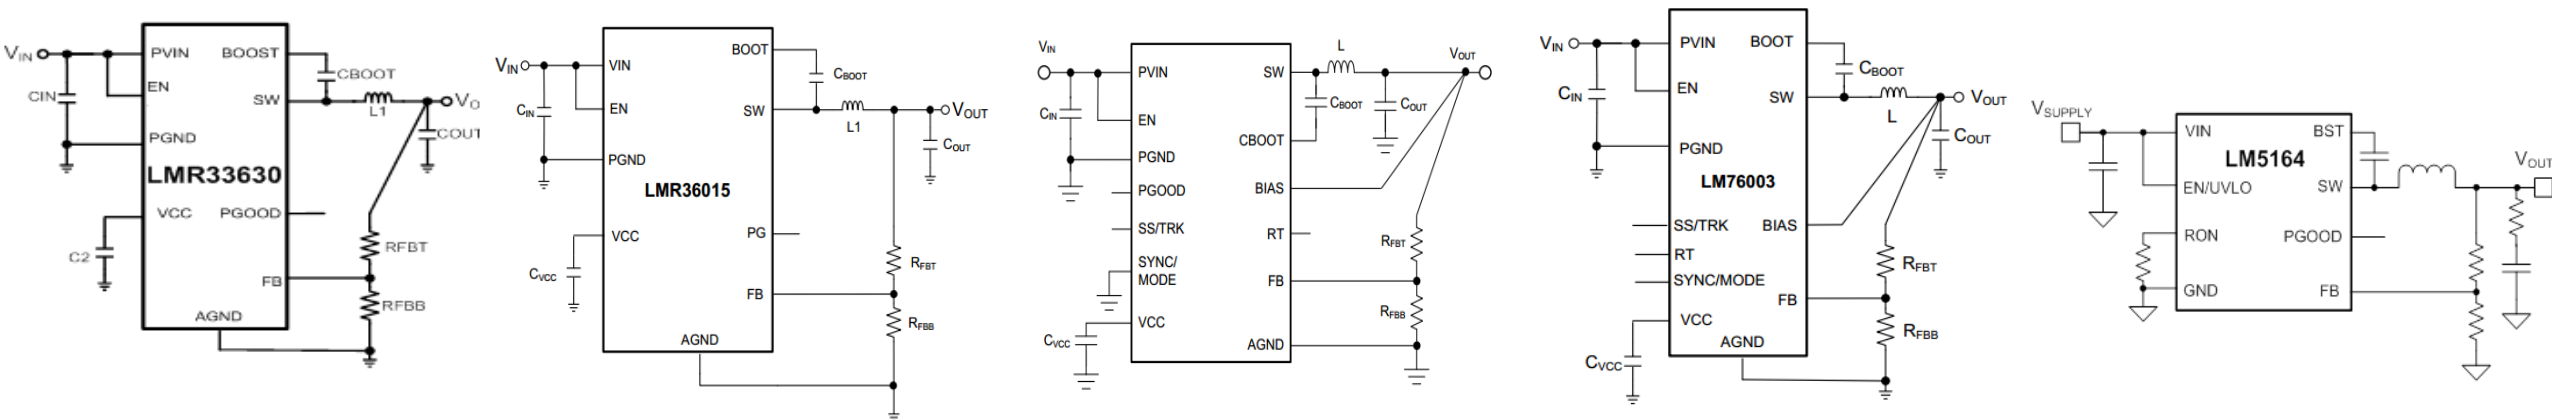 VIN
PVIN
BOOST
CBOOT
EN
CIN
SW
L1
VO
COUT
PGND
LMR33630
VCC
PGOOD
C2
RFBT
FB
RFBB
AGND
VIN
VIN
BOOT
CBOOT
EN
CIN
SW
L1
VOUT
COUT
PGND
LMR36015
VCC
PG
CVCC
RFBT
FB
RFBB
AGND
VIN
PVIN
SW
L
VOUT
CBOOT
COUT
CIN
EN
CBOOT
PGND
PGOOD
BIAS
SS/TRK
RT
RFBT
SYNC/
MODE
FB
RFBB
VCC
CVCC
AGND
VIN
PVIN
BOOT
CBOOT
EN
CIN
SW
L
VOUT
COUT
PGND
LM76003
SS/TRK
BIAS
RT
RFBT
SYNC/MODE
FB
VCC
RFBB
AGND
CVCC
VSUPPLY
VIN
BST
LM5164
VOUT
EN/UVLO
SW
RON
PGOOD
GND
FB